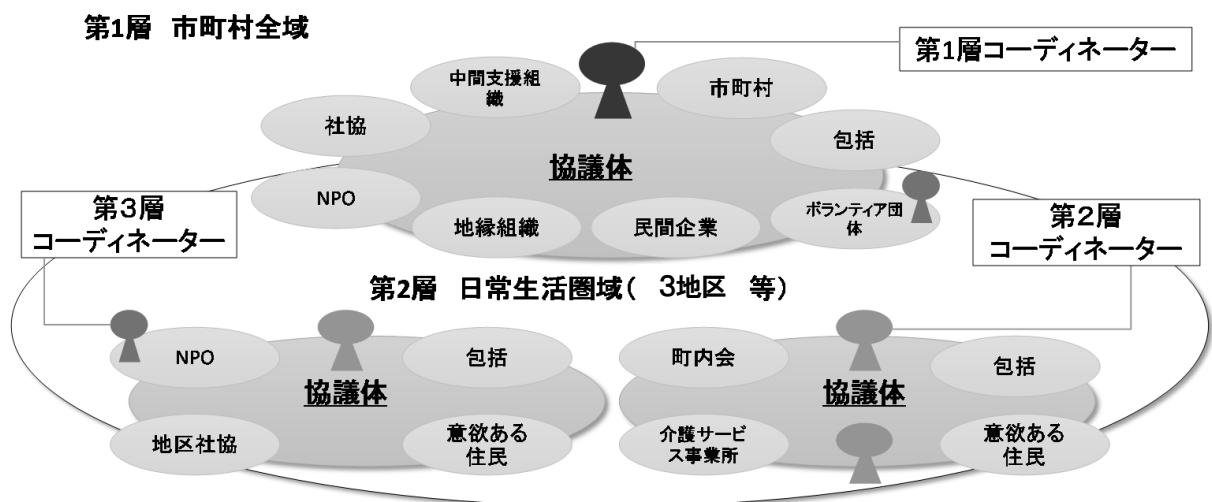 第1層 市町村全域
第1層コーディネーター
中間支援組
織
市町村
社協
包括
協議体
NPO
ボランティア団
体
地縁組織
民間企業
第３層
コーディネーター
第２層
コーディネーター
第2層 日常生活圏域( 3地区 等)
NPO
包括
協議体
地区社協
意欲ある
住民
町内会
包括
協議体
介護サービ
ス事業所
意欲ある
住民